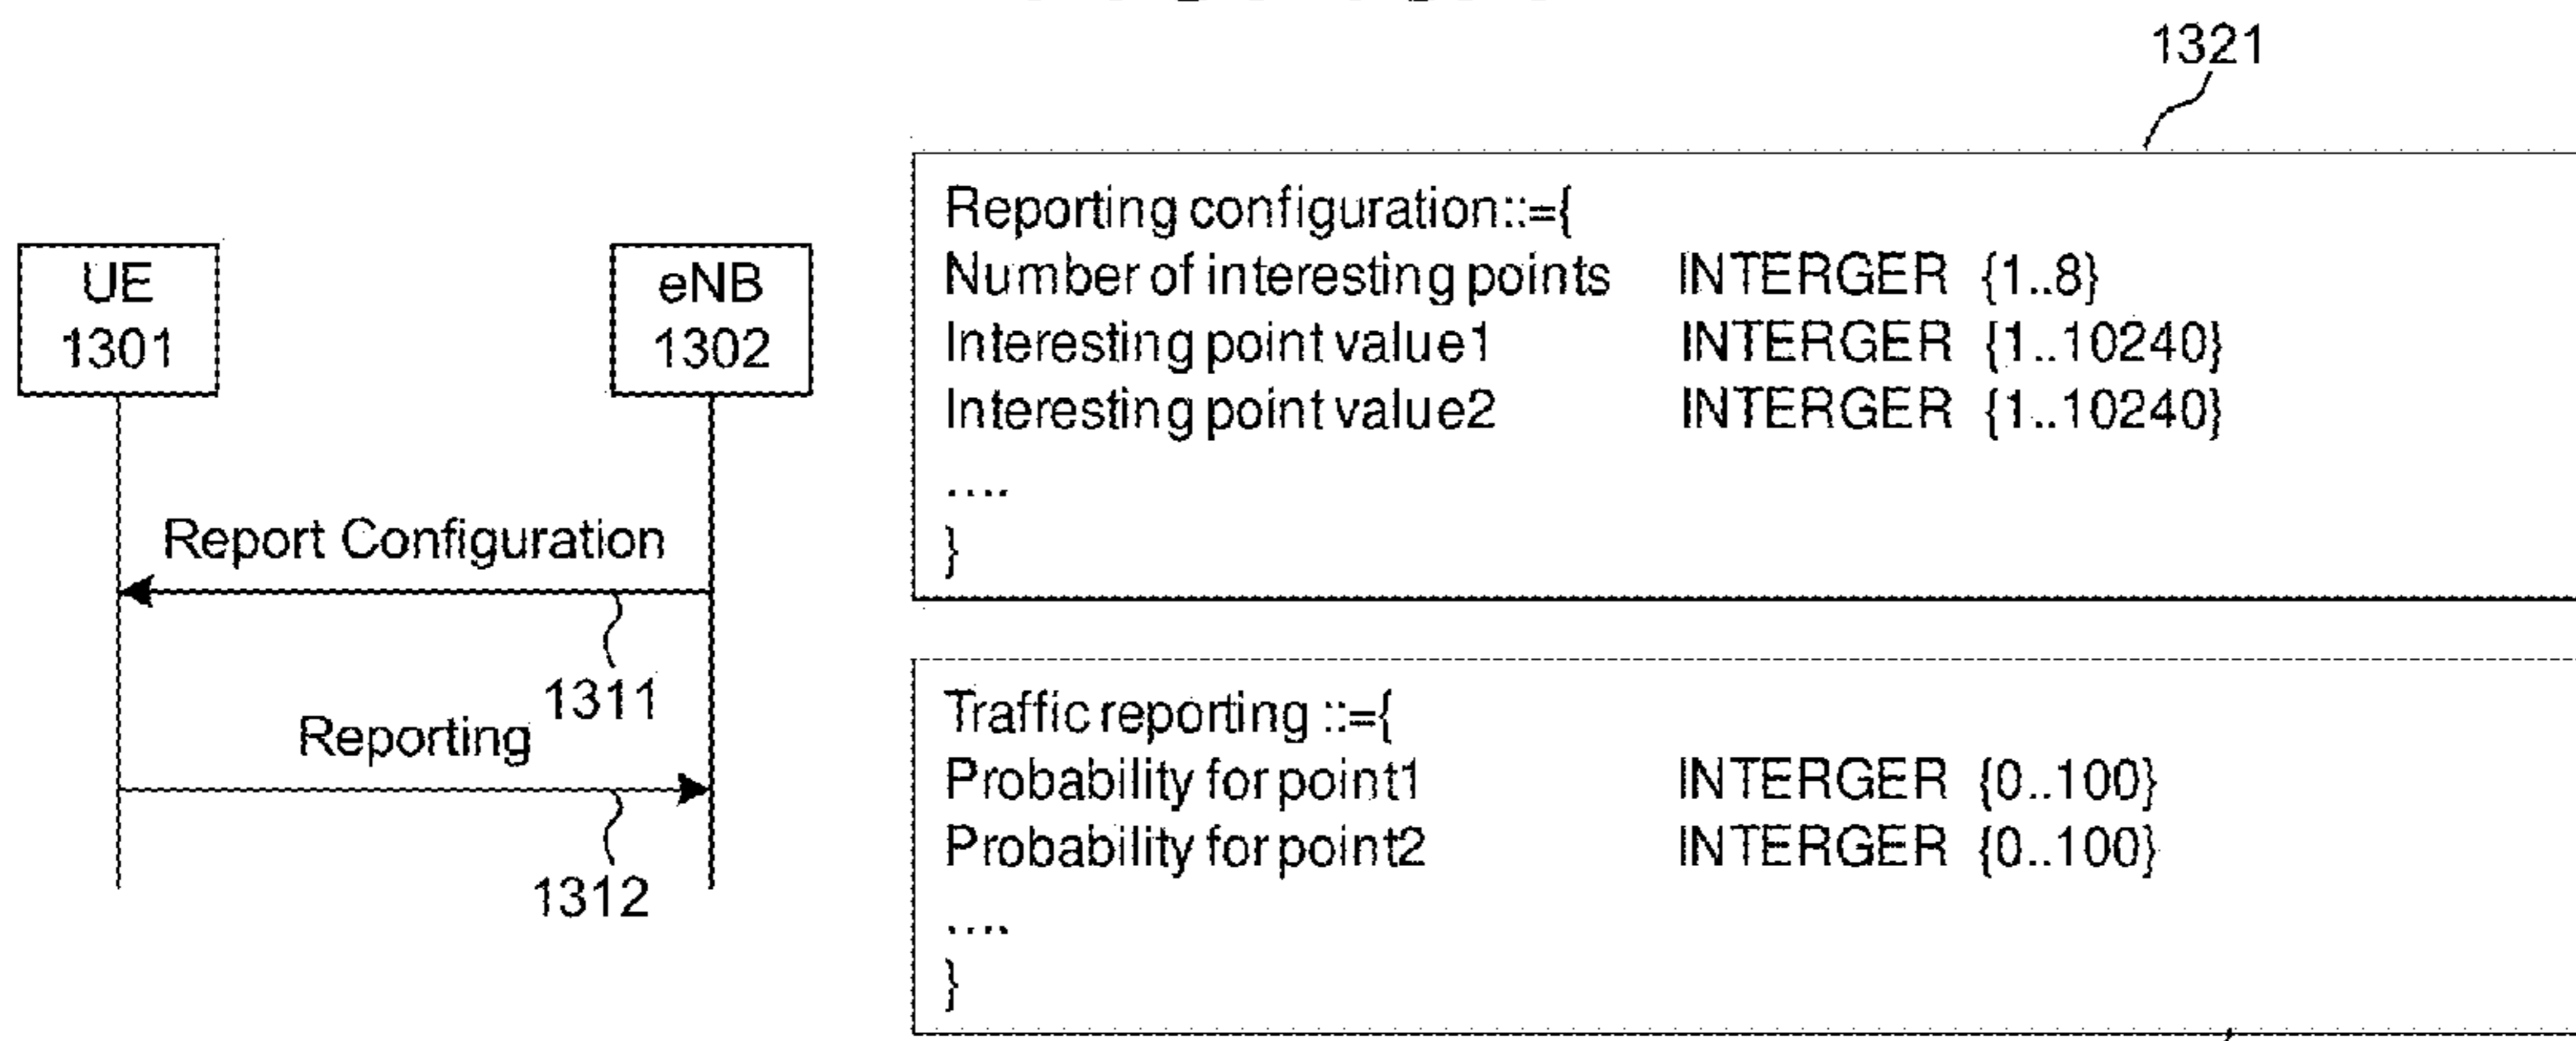 1321
UE
1301
eNB
1302
Report Configuration
1311
Reporting
1312
Reporting configuration::={
Number of interesting points INTERGER {1..8}
Interesting point value1 INTERGER {1..10240}
Interesting point value2 INTERGER {1..10240}
....
}
Traffic reporting ::={
Probability for point1 INTERGER {0..100}
Probability for point2 INTERGER {0..100}
....
}